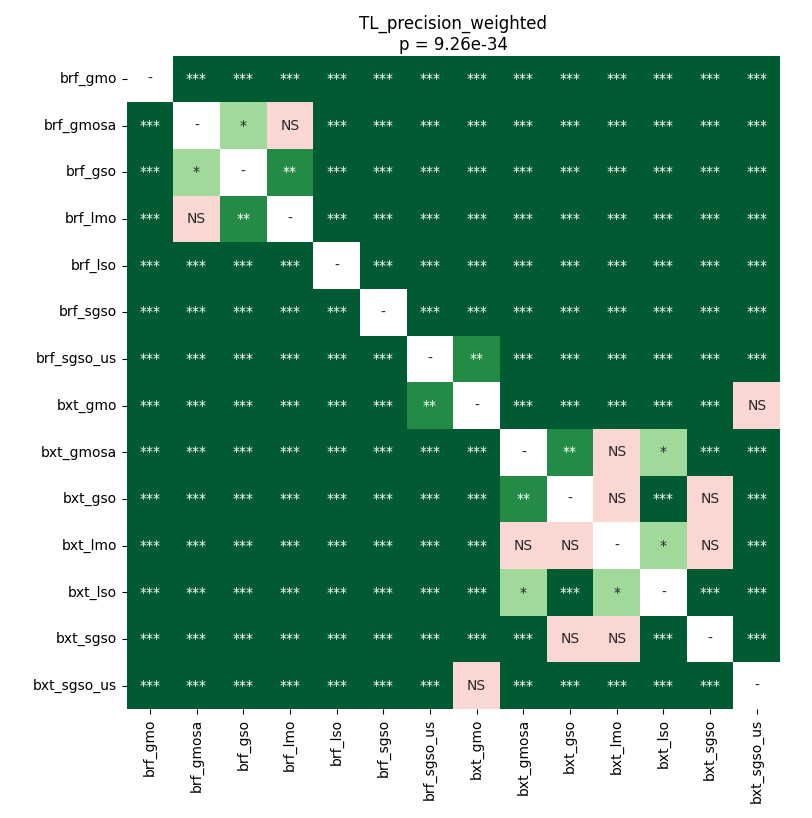 TL_precision_weighted
p = 9.26e-34
brf_gmo - *** *** *** *** *** *** *** *** *** *** *** *** ***
brf_gmosa *** - * NS *** *** *** *** *** *** *** *** *** ***
brf_gso *** * - ** *** *** *** *** *** *** *** *** *** ***
brf_lmo *** NS ** - *** *** *** *** *** *** *** *** *** ***
brf_lso *** *** *** *** - *** *** *** *** *** *** *** *** ***
brf_sgso *** *** *** *** *** - *** *** *** *** *** *** *** ***
brf_sgso_us *** *** *** *** *** *** - ** *** *** *** *** *** ***
bxt_gmo *** *** *** *** *** *** ** - *** *** *** *** *** NS
bxt_gmosa *** *** *** *** *** *** *** *** - ** NS * *** ***
bxt_gso *** *** *** *** *** *** *** *** ** - NS *** NS ***
bxt_lmo *** *** *** *** *** *** *** *** NS NS - * NS ***
bxt_lso *** *** *** *** *** *** *** *** * *** * - *** ***
bxt_sgso *** *** *** *** *** *** *** *** *** NS NS *** - ***
bxt_sgso_us *** *** *** *** *** *** *** NS *** *** *** *** *** -
brf_gmo
brf_gmosa
brf_gso
brf_lmo
brf_lso
brf_sgso
brf_sgso_us
bxt_gmo
bxt_gmosa
bxt_gso
bxt_lmo
bxt_lso
bxt_sgso
bxt_sgso_us